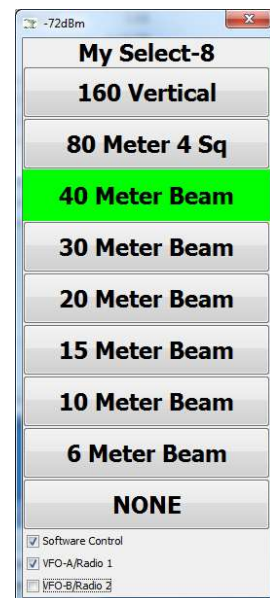 -72dBm
My Select-8
160 Vertical
80 Meter 4 Sq
40 Meter Beam
30 Meter Beam
20 Meter Beam
15 Meter Beam
10 Meter Beam
6 Meter Beam
NONE
Software Control
VFO-A/Radio 1
VFO-B/Radio 2